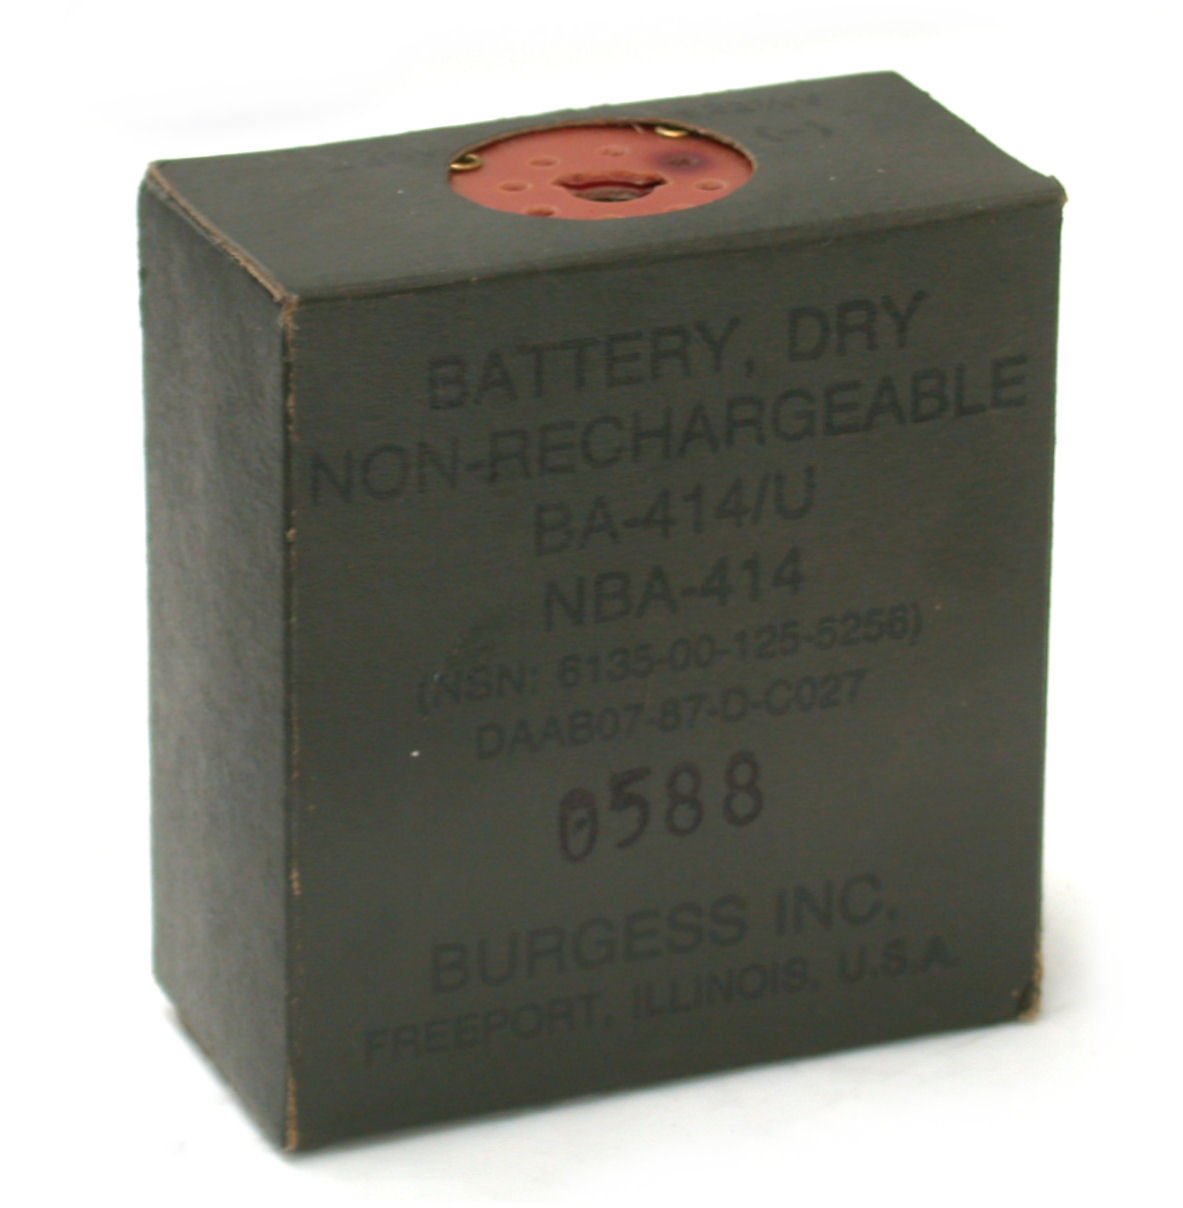 (-)
BATTERY, DRY
NON-RECHARGEABLE
BA-414/U
NBA-414
(NSN: 6135-00-125-5256)
DAAB07-87-D-C027
0588
BURGESS INC.
FREEPORT, ILLINOIS, U.S.A.